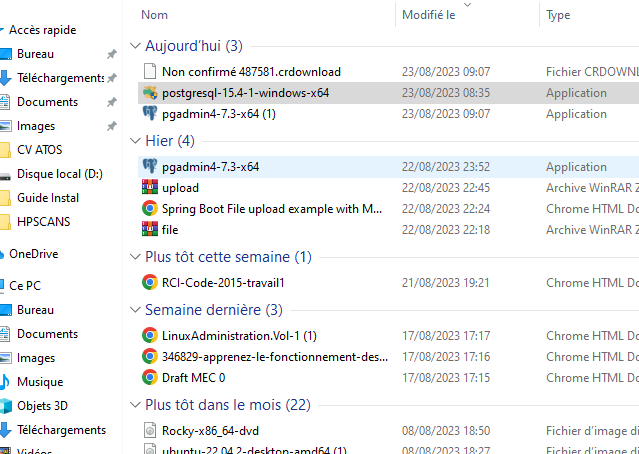 Nom Modifié le Type
Accès rapide
Bureau
Téléchargements
Documents
Images
CV ATOS
Disque local (D:)
Guide Instal
HPSCANS
OneDrive
Ce PC
Bureau
Documents
Images
Musique
Objets 3D
Téléchargements
Vidéos
Aujourd'hui (3)
Non confirmé 487581.crdownload 23/08/2023 09:07 Fichier CRDOWNL
postgresql-15.4-1-windows-x64 23/08/2023 08:35 Application
pgadmin4-7.3-x64 (1) 23/08/2023 09:07 Application
Hier (4)
pgadmin4-7.3-x64 22/08/2023 23:52 Application
upload 22/08/2023 22:45 Archive WinRAR Z
Spring Boot File upload example with M... 22/08/2023 22:24 Chrome HTML Do
file 22/08/2023 22:18 Archive WinRAR Z
Plus tôt cette semaine (1)
RCI-Code-2015-travail1 21/08/2023 19:21 Chrome HTML Do
Semaine dernière (3)
LinuxAdministration.Vol-1 (1) 17/08/2023 17:17 Chrome HTML Do
346829-apprenez-le-fonctionnement-des... 17/08/2023 17:16 Chrome HTML Do
Draft MEC 0 17/08/2023 17:15 Chrome HTML Do
Plus tôt dans le mois (22)
Rocky-x86_64-dvd 08/08/2023 18:50 Fichier d'image di
ubuntu-22.04.2-desktop-amd64 (1) 08/08/2023 18:27 Fichier d'image di